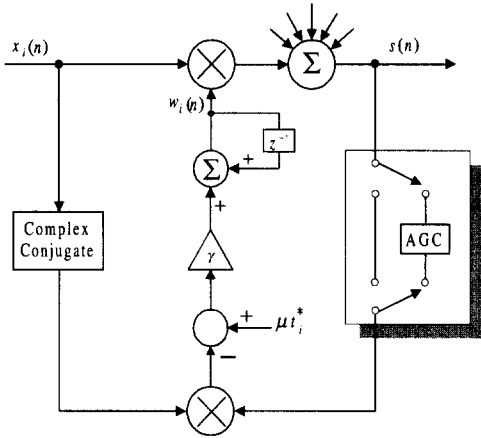 x_i(n)
s(n)
Σ
w_i(n)
z^{-1}
+
Σ
+
Complex
Conjugate
AGC
γ
+
μt_i^*
−